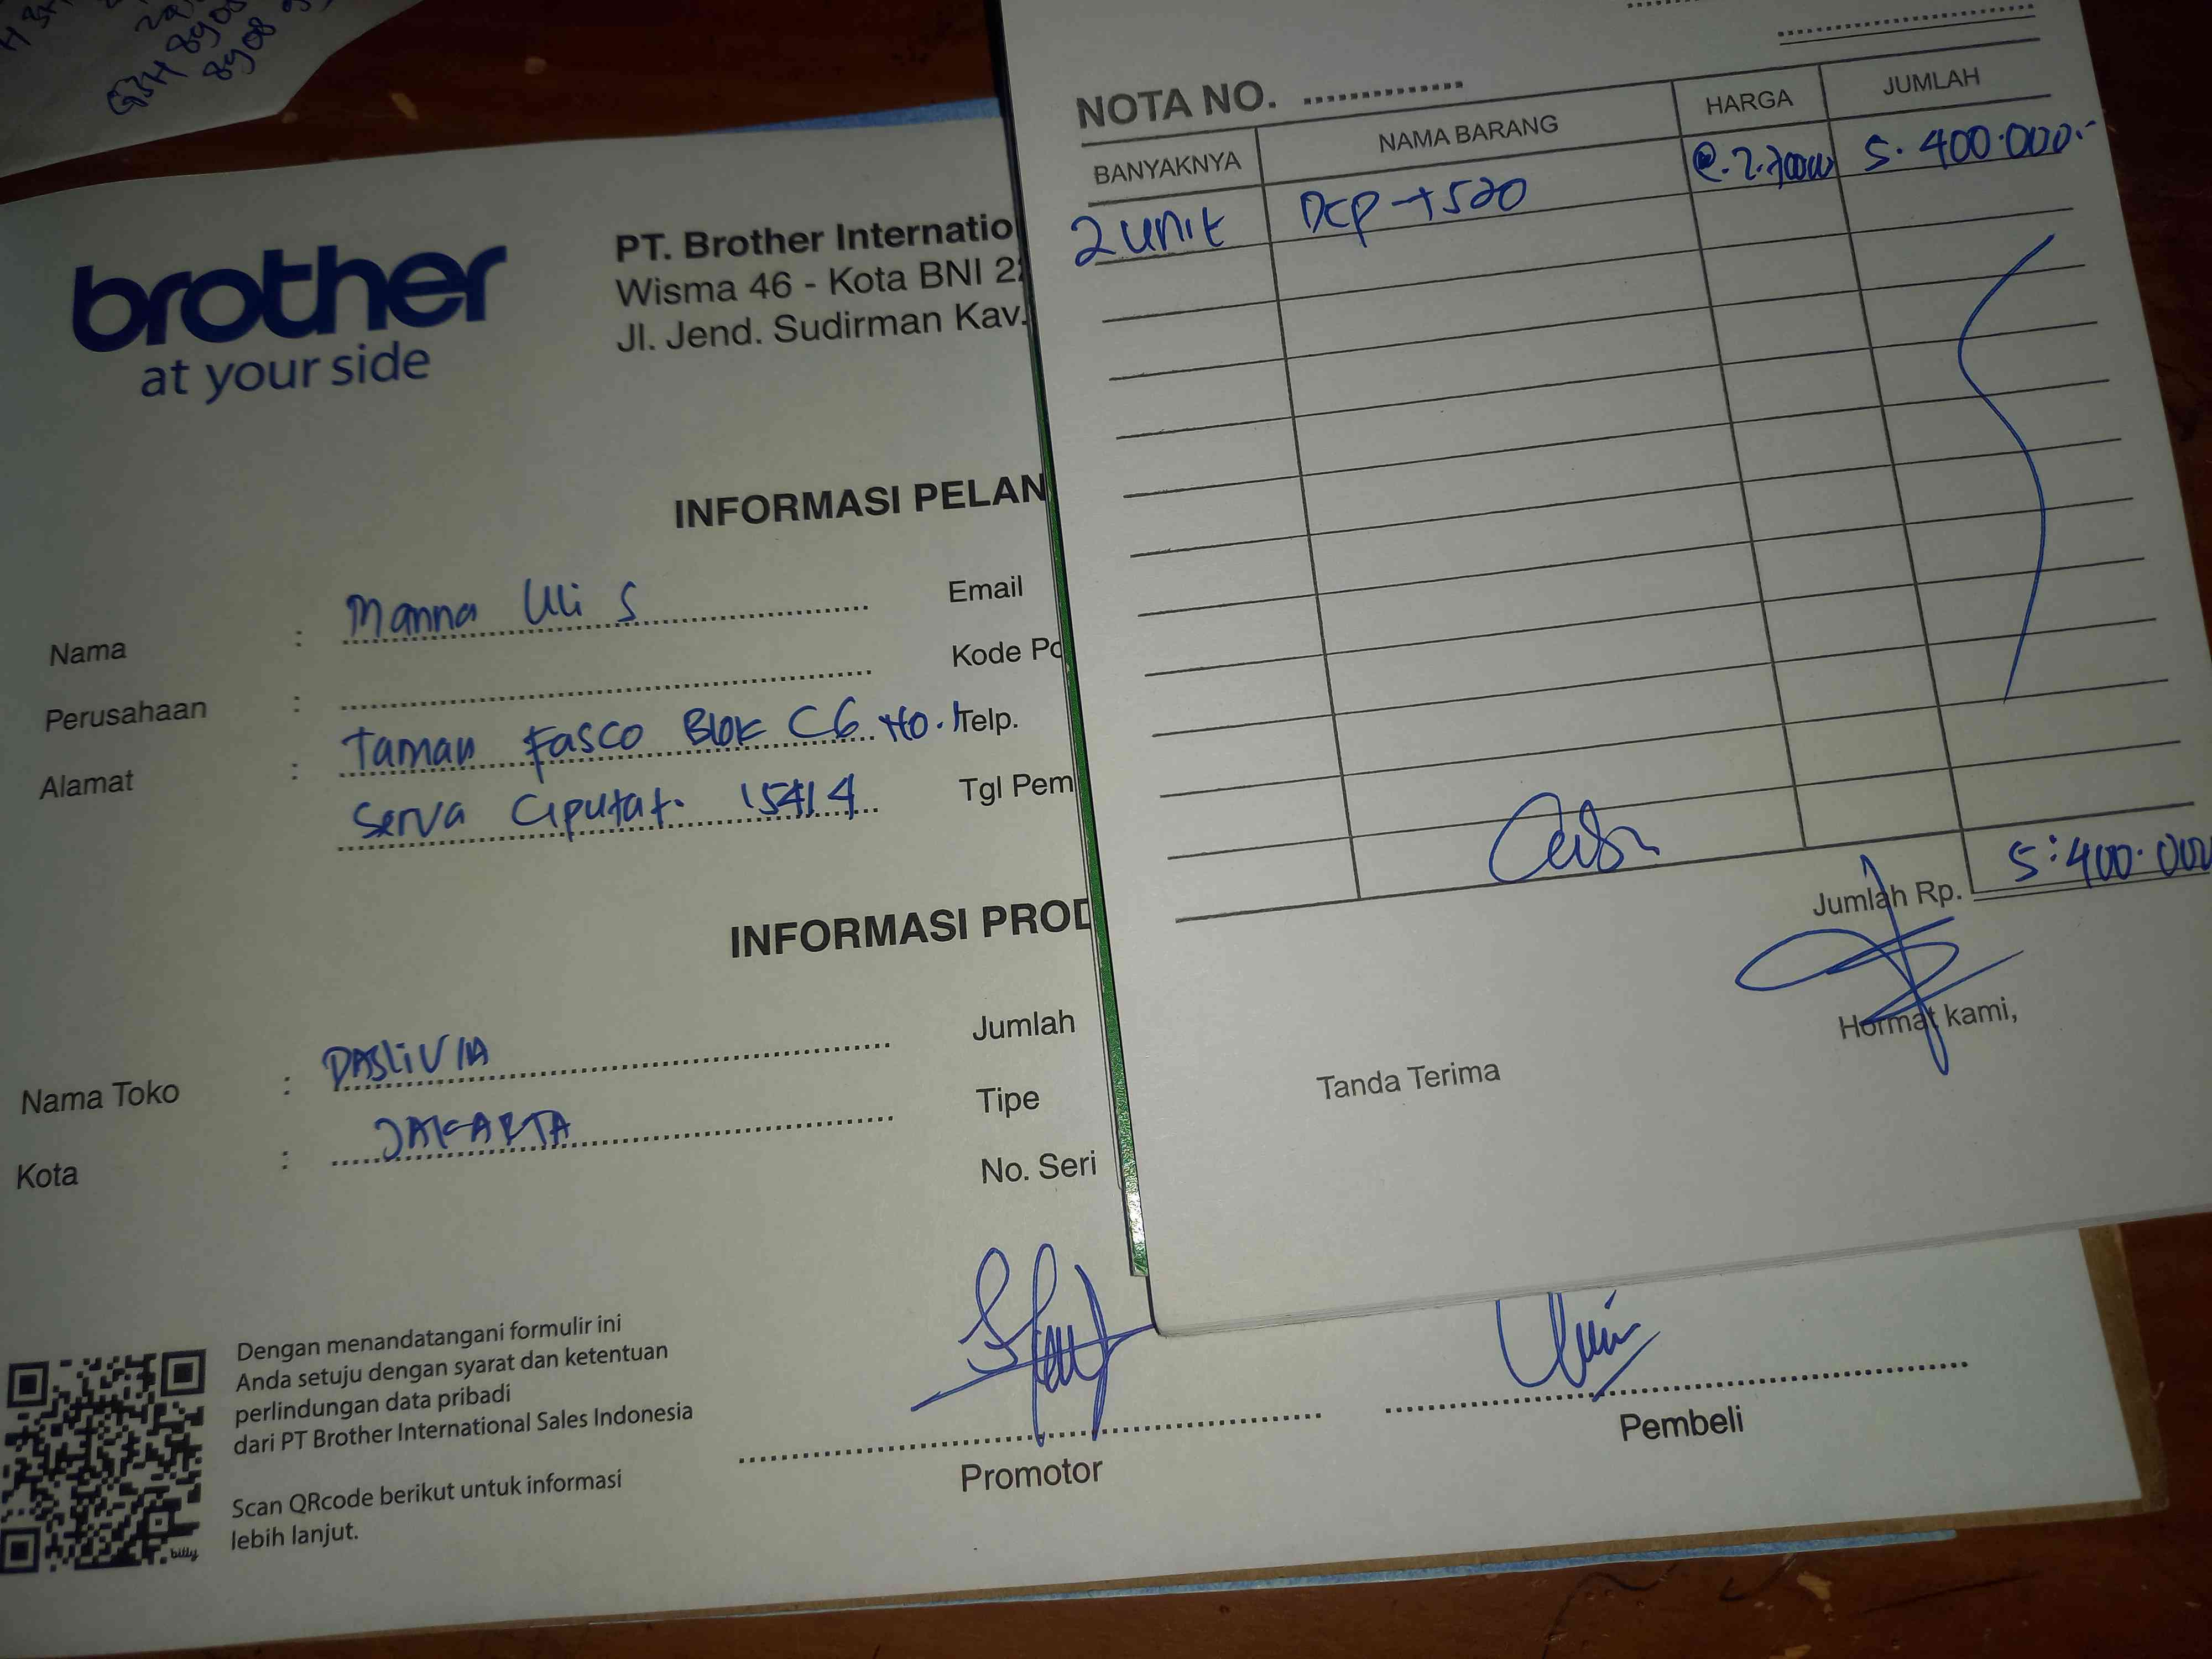 brother
at your side
PT. Brother Internatio
Wisma 46 - Kota BNI 2
Jl. Jend. Sudirman Kav.
INFORMASI PELAN
Nama : Manna Uli S
Email
Perusahaan :
Kode Po
Alamat : Taman Fasco Blok C6 No.1
Telp.
Serua Ciputat. 15414
Tgl Pem
INFORMASI PROD
Nama Toko : DASLIVIA
Jumlah
Kota : JAKARTA
Tipe
No. Seri
Dengan menandatangani formulir ini
Anda setuju dengan syarat dan ketentuan
perlindungan data pribadi
dari PT Brother International Sales Indonesia
Scan QRcode berikut untuk informasi
lebih lanjut.
billy
Promotor
Pembeli
NOTA NO.
BANYAKNYA NAMA BARANG HARGA JUMLAH
2 unit DCP-T520 @. 2.700.000 5.400.000.-
Cash
Jumlah Rp. 5.400.000
Tanda Terima
Hormat kami,